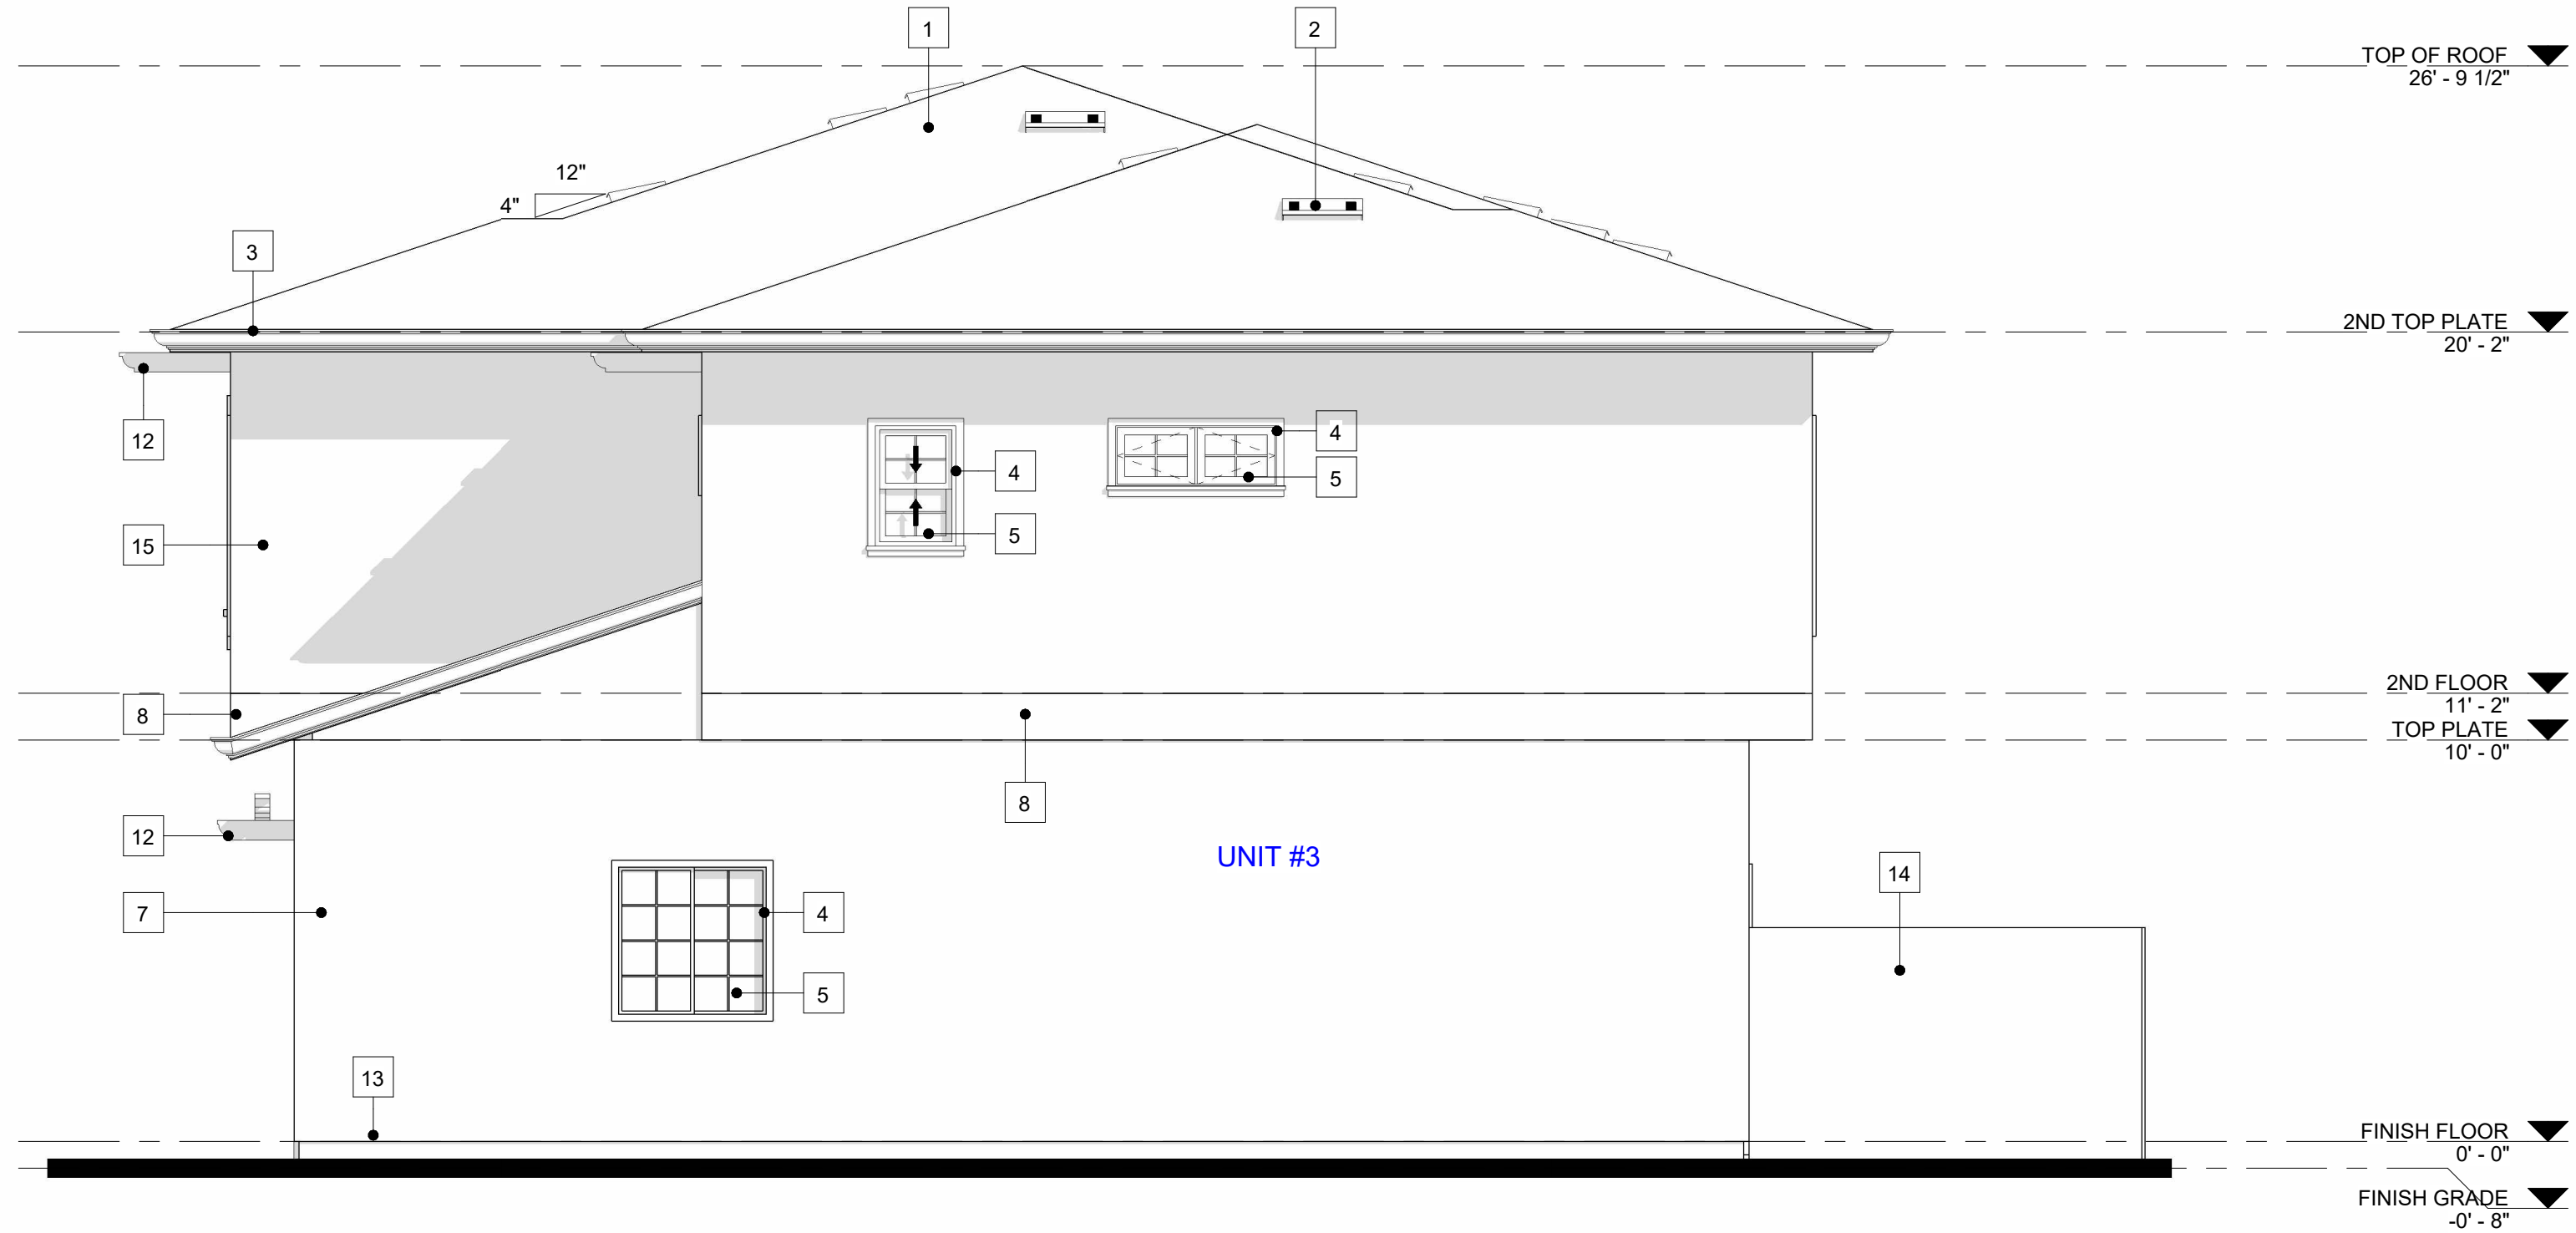 1
2
TOP OF ROOF
26' - 9 1/2"
12"
4"
3
2ND TOP PLATE
20' - 2"
12
4
4
5
5
15
2ND FLOOR
11' - 2"
8
TOP PLATE
10' - 0"
8
12
UNIT #3
14
7
4
5
13
FINISH FLOOR
0' - 0"
FINISH GRADE
-0' - 8"